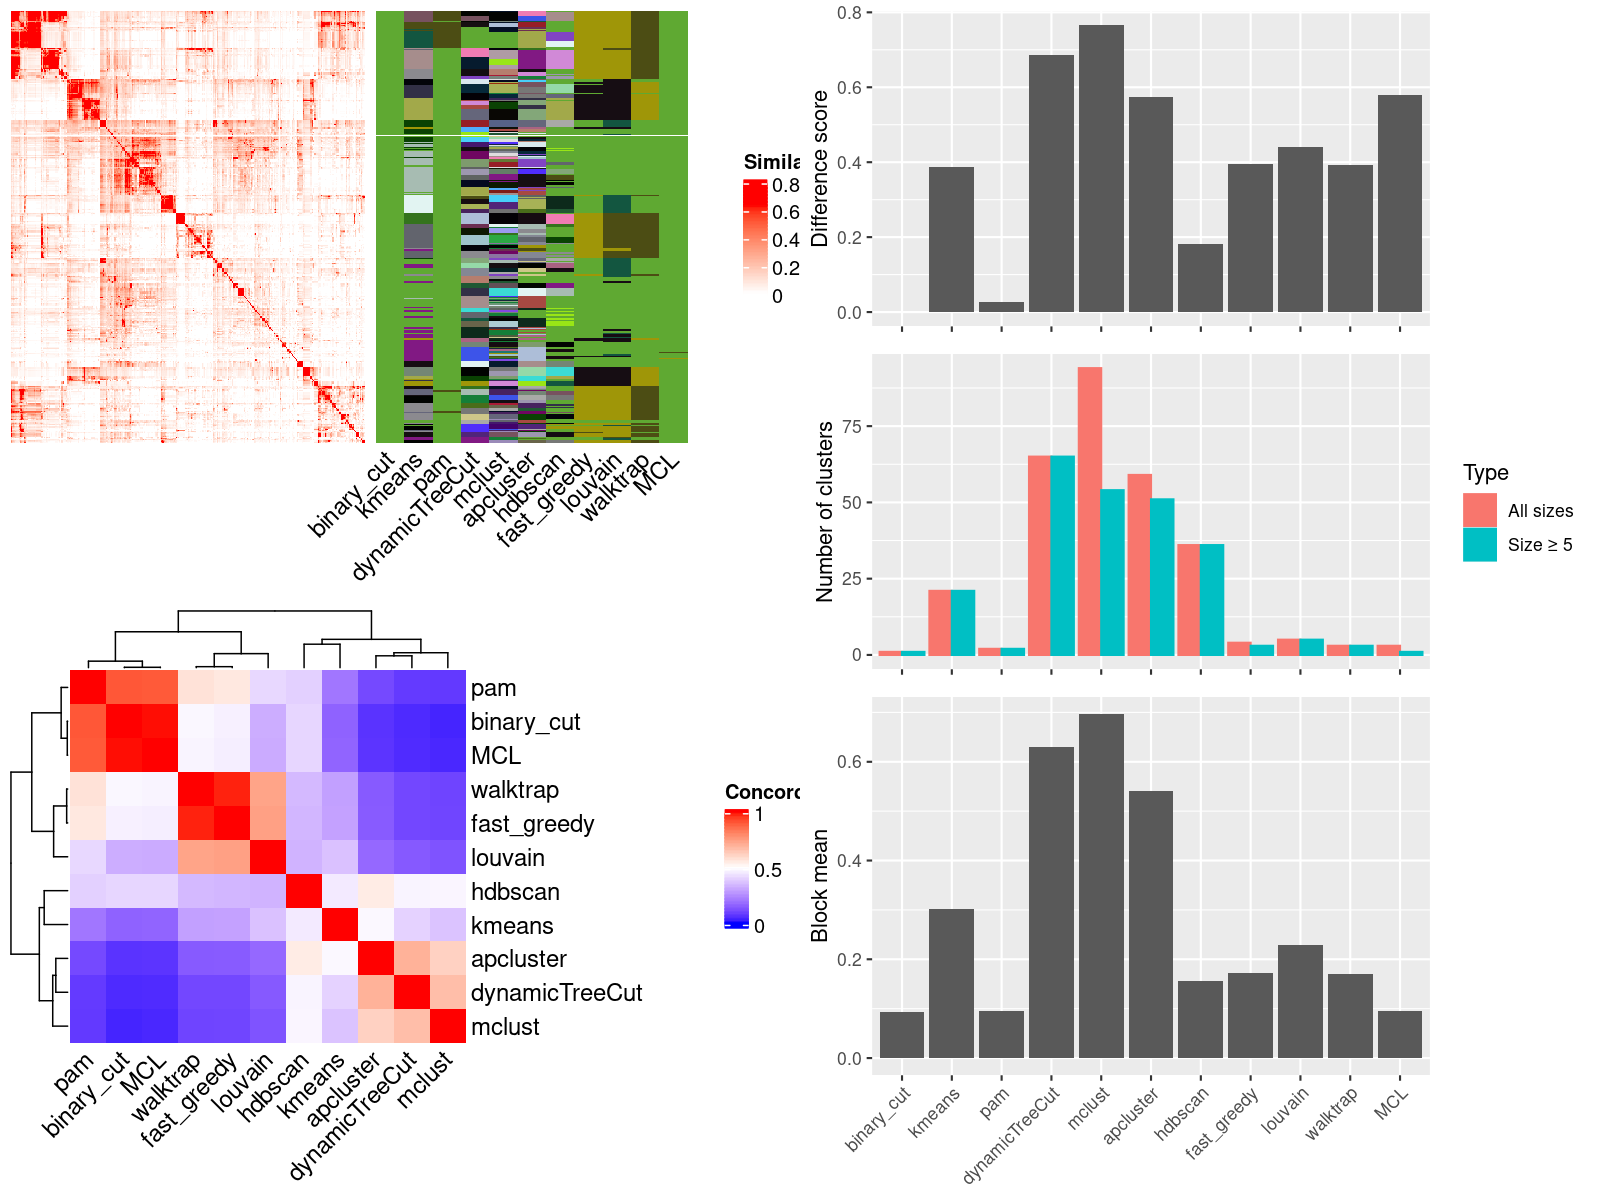 Simila
0.8
0.6
0.4
0.2
0
binary_cut
kmeans
pam
dynamicTreeCut
mclust
apcluster
hdbscan
fast_greedy
louvain
walktrap
MCL
pam
binary_cut
MCL
walktrap
fast_greedy
louvain
hdbscan
kmeans
apcluster
dynamicTreeCut
mclust
pam
binary_cut
MCL
walktrap
fast_greedy
louvain
hdbscan
kmeans
apcluster
dynamicTreeCut
mclust
Concord
1
0.5
0
Difference score
0.8
0.6
0.4
0.2
0.0
Number of clusters
75
50
25
0
Type
All sizes
Size ≥ 5
Block mean
0.6
0.4
0.2
0.0
binary_cut
kmeans
pam
dynamicTreeCut
mclust
apcluster
hdbscan
fast_greedy
louvain
walktrap
MCL